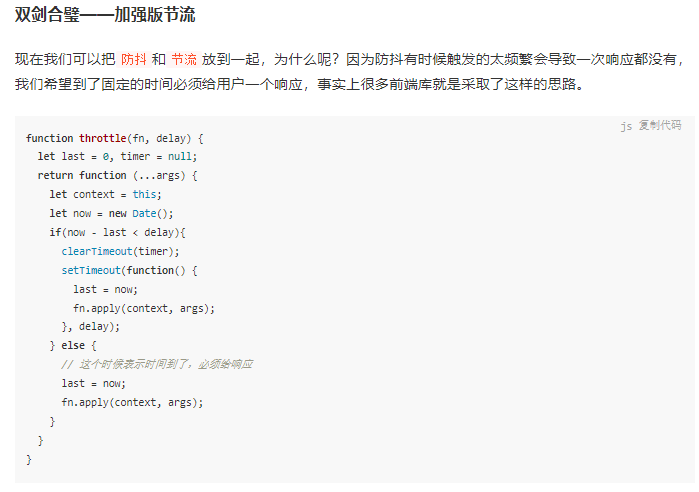 双剑合璧——加强版节流
现在我们可以把 防抖 和 节流 放到一起，为什么呢？因为防抖有时候触发的太频繁会导致一次响应都没有，
我们希望到了固定的时间必须给用户一个响应，事实上很多前端库就是采取了这样的思路。
js 复制代码
function throttle(fn, delay) {
  let last = 0, timer = null;
  return function (...args) {
    let context = this;
    let now = new Date();
    if(now - last < delay){
      clearTimeout(timer);
      setTimeout(function() {
        last = now;
        fn.apply(context, args);
      }, delay);
    } else {
      // 这个时候表示时间到了，必须给响应
      last = now;
      fn.apply(context, args);
    }
  }
}